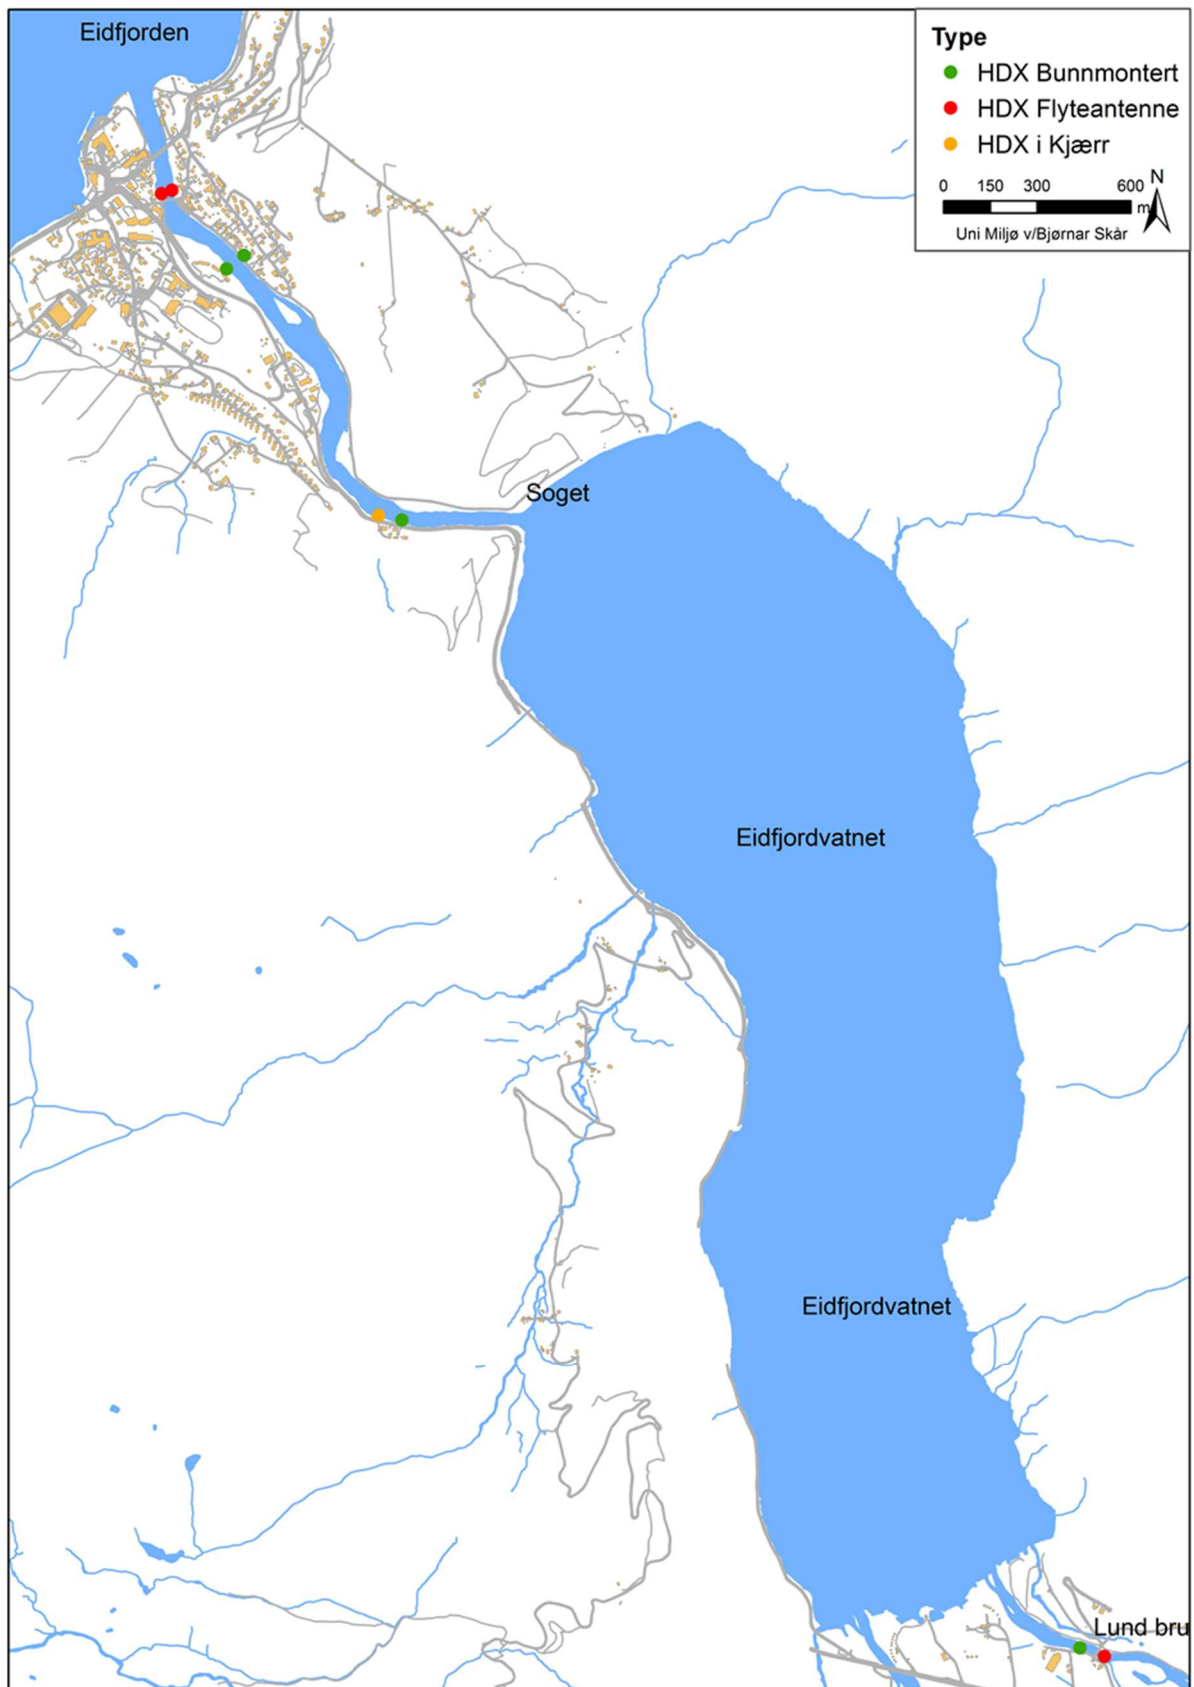 Eidfjorden
Type
HDX Bunnmontert
HDX Flyteantenne
HDX i Kjærr
N
0 150 300 600
m
Uni Miljø v/Bjørnar Skår
Soget
Eidfjordvatnet
Eidfjordvatnet
Lund bru